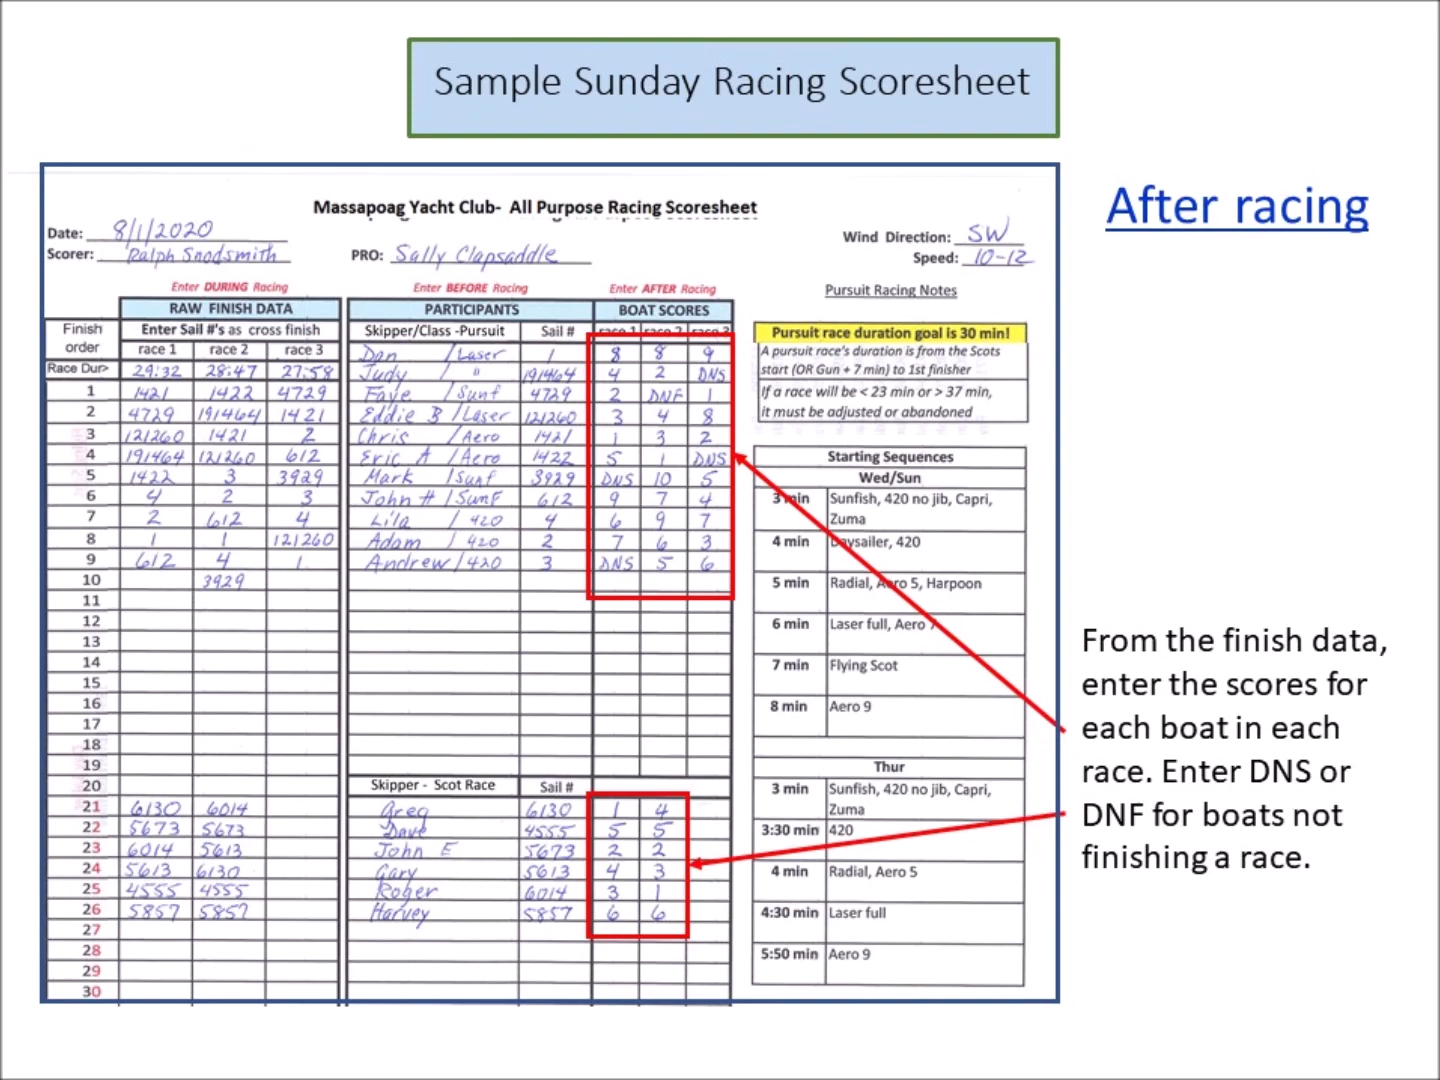 Sample Sunday Racing Scoresheet
After racing
Massapoag Yacht Club- All Purpose Racing Scoresheet
Date: 8/1/2020
Scorer: Ralph Snodsmith PRO: Sally Clapsaddle
Wind Direction: SW
Speed: 10-12
Enter DURING Racing Enter BEFORE Racing Enter AFTER Racing
RAW FINISH DATA PARTICIPANTS BOAT SCORES
Finish order Enter Sail #'s as cross finish Skipper/Class -Pursuit Sail # race 1 race 2 race 3
race 1 race 2 race 3 Dan / Laser 1 8 8 9
Race Dur> 29:32 28:47 27:58 Judy / " 191464 4 2 DNS
1 1421 1422 4729 Faye / Sunf 4729 2 DNF 1
2 4729 191464 1421 Eddie B / Laser 121260 3 4 8
3 121260 1421 2 Chris / Aero 1421 1 3 2
4 191464 121260 612 Eric A / Aero 1422 5 1 DNS
5 1422 3 3929 Mark / Sunf 3929 DNS 10 5
6 4 2 3 John H / Sunf 612 9 7 4
7 2 612 4 Lila / 420 4 6 9 7
8 1 1 121260 Adam / 420 2 7 6 3
9 612 4 1 Andrew / 420 3 DNS 5 6
10 3929
11
12
13
14
15
16
17
18
19
20 Skipper - Scot Race Sail #
21 6130 6014 Greg 6130 1 4
22 5673 5673 Dave 4555 5 5
23 6014 5613 John E 5673 2 2
24 5613 6130 Gary 5613 4 3
25 4555 4555 Roger 6014 3 1
26 5857 5857 Harvey 5857 6 6
27
28
29
30
Pursuit Racing Notes
Pursuit race duration goal is 30 min!
A pursuit race's duration is from the Scots
start (OR Gun + 7 min) to 1st finisher
If a race will be < 23 min or > 37 min,
it must be adjusted or abandoned
Starting Sequences
Wed/Sun
3 min Sunfish, 420 no jib, Capri,
Zuma
4 min Daysailer, 420
5 min Radial, Aero 5, Harpoon
6 min Laser full, Aero 7
7 min Flying Scot
8 min Aero 9
Thur
3 min Sunfish, 420 no jib, Capri,
Zuma
3:30 min 420
4 min Radial, Aero 5
4:30 min Laser full
5:50 min Aero 9
From the finish data,
enter the scores for
each boat in each
race. Enter DNS or
DNF for boats not
finishing a race.